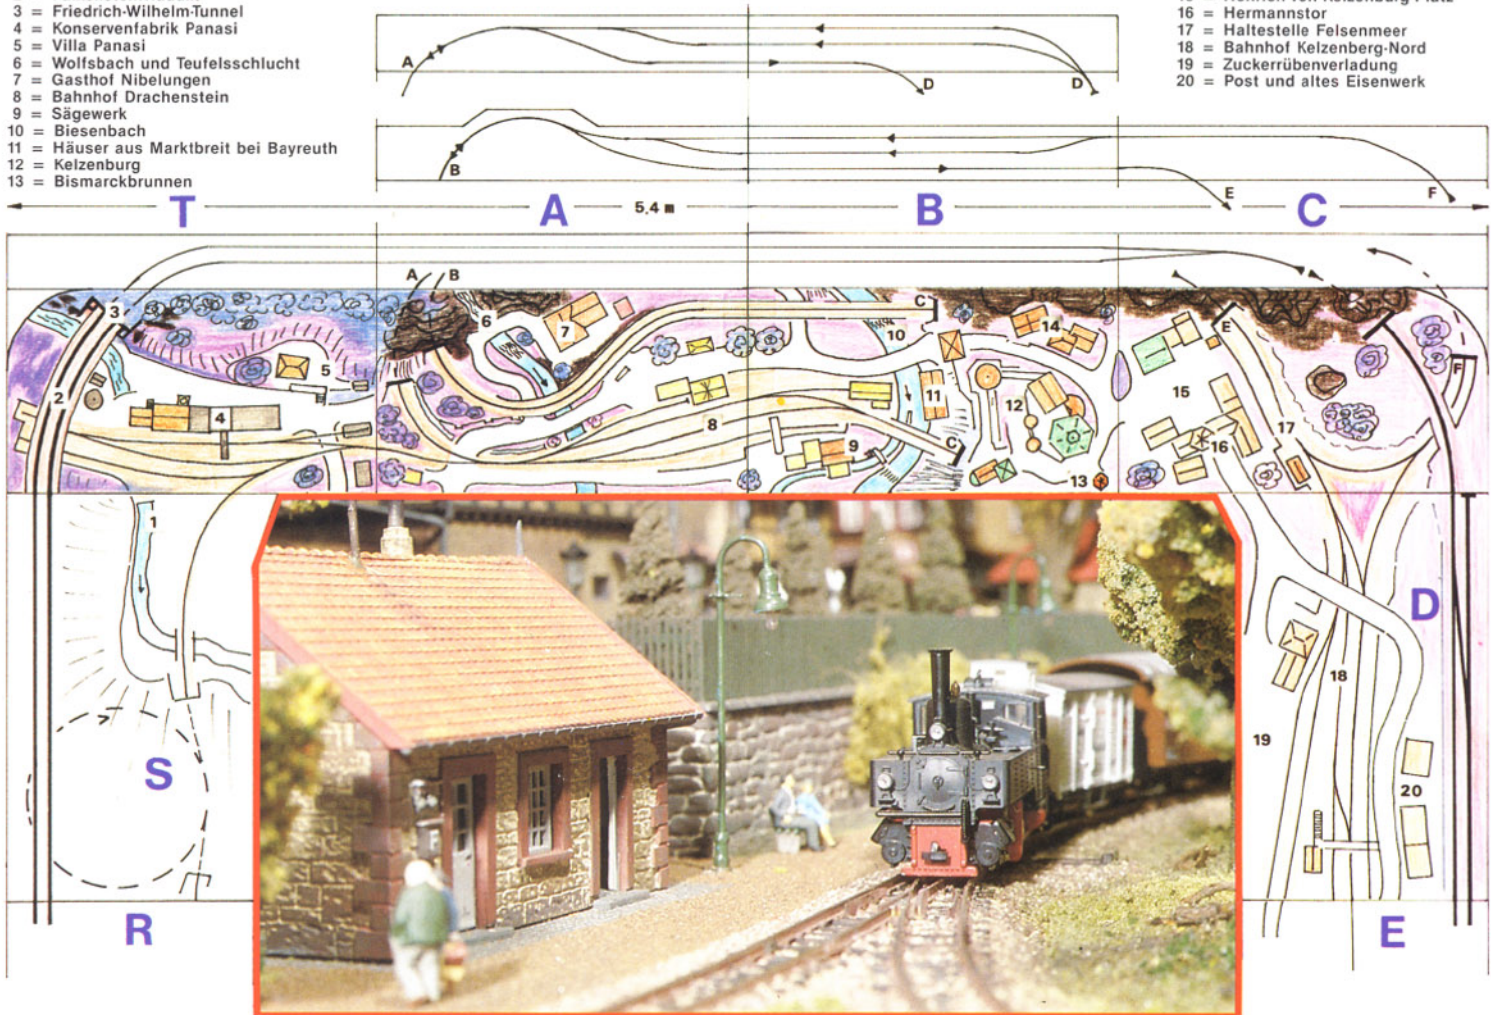 3 = Friedrich-Wilhelm-Tunnel
4 = Konservenfabrik Panasi
5 = Villa Panasi
6 = Wolfsbach und Teufelsschlucht
7 = Gasthof Nibelungen
8 = Bahnhof Drachenstein
9 = Sägewerk
10 = Biesenbach
11 = Häuser aus Marktbreit bei Bayreuth
12 = Kelzenburg
13 = Bismarckbrunnen
16 = Hermannstor
17 = Haltestelle Felsenmeer
18 = Bahnhof Kelzenberg-Nord
19 = Zuckerrübenverladung
20 = Post und altes Eisenwerk
A D D
B E F
T A 5,4 m B C
A B
3 6 7 C 10 14 E
5 15 F
2 4 8 11 12 17
9 C 16
13
1
D
18
S 19
20
R E